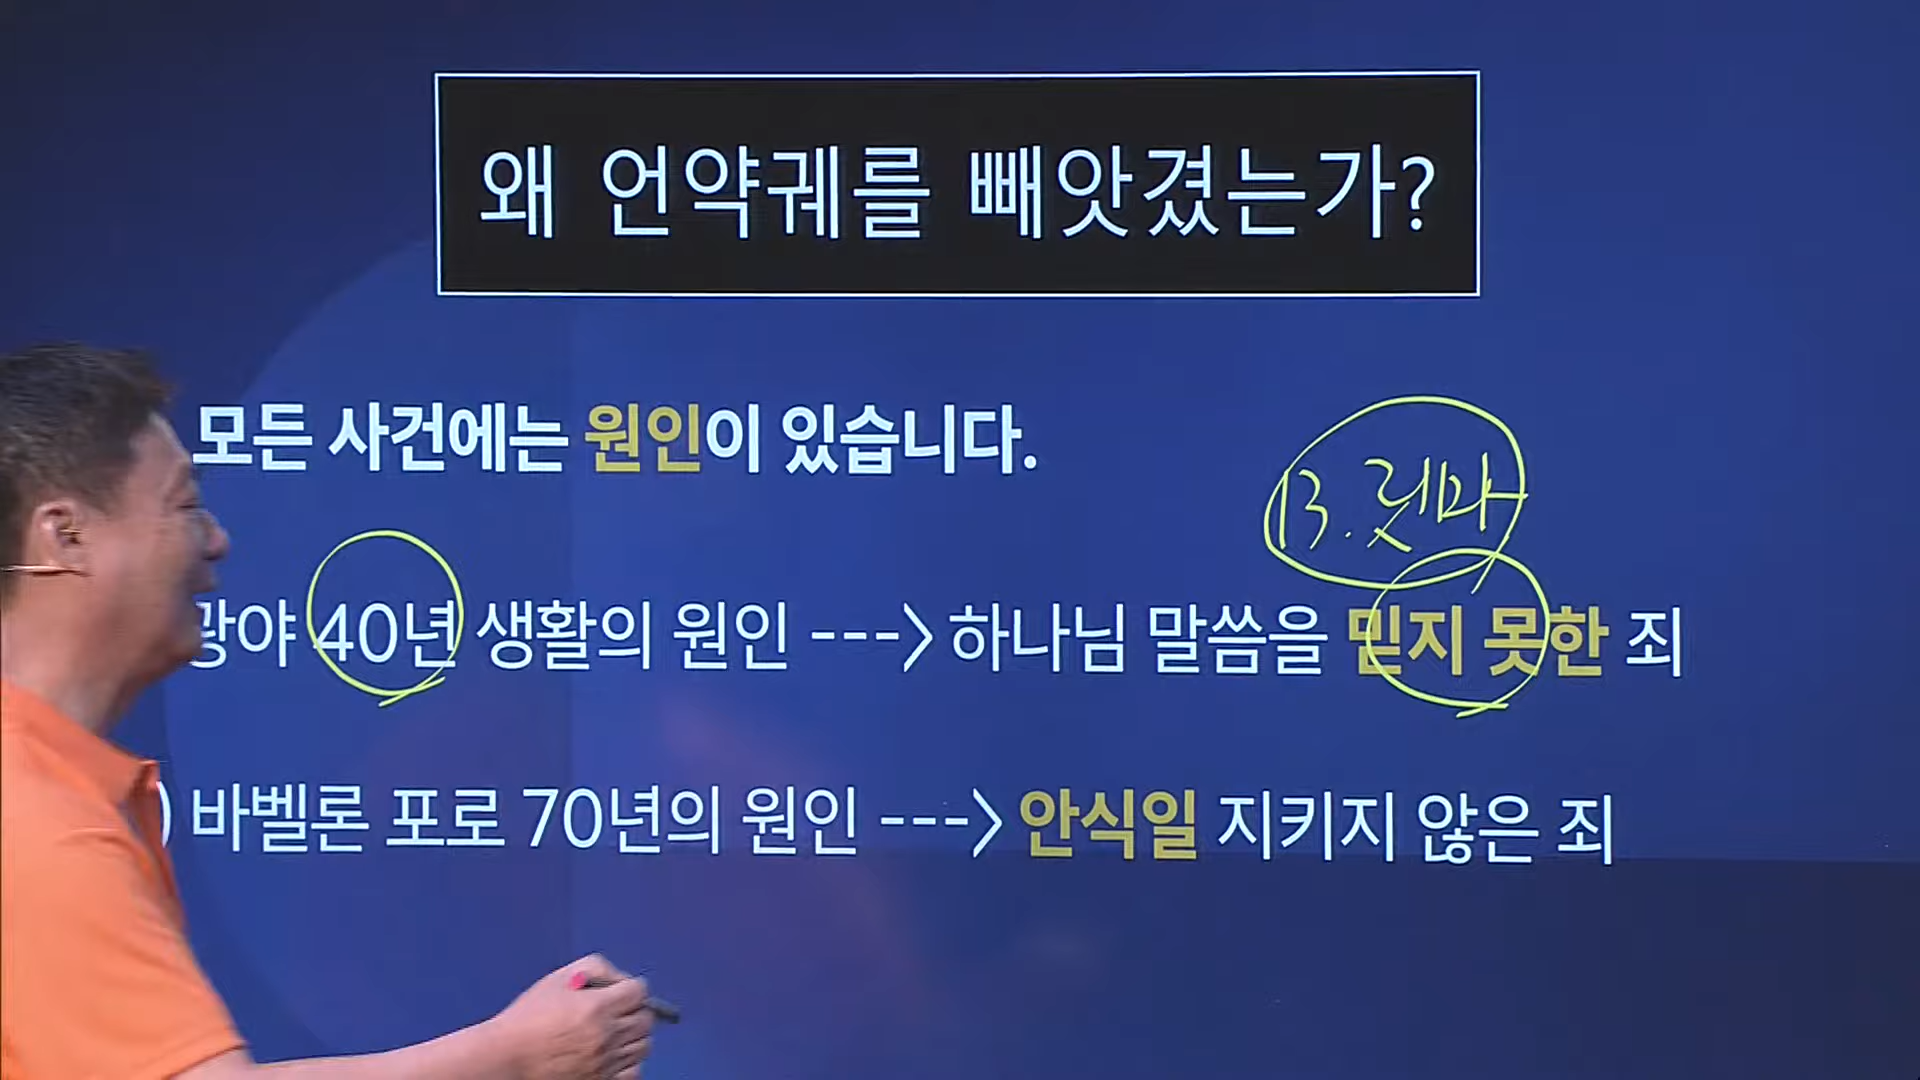 왜 언약궤를 빼앗겼는가?
모든 사건에는 원인이 있습니다.
13. 릿마
광야 40년 생활의 원인 ---> 하나님 말씀을 믿지 못한 죄
) 바벨론 포로 70년의 원인 ---> 안식일 지키지 않은 죄